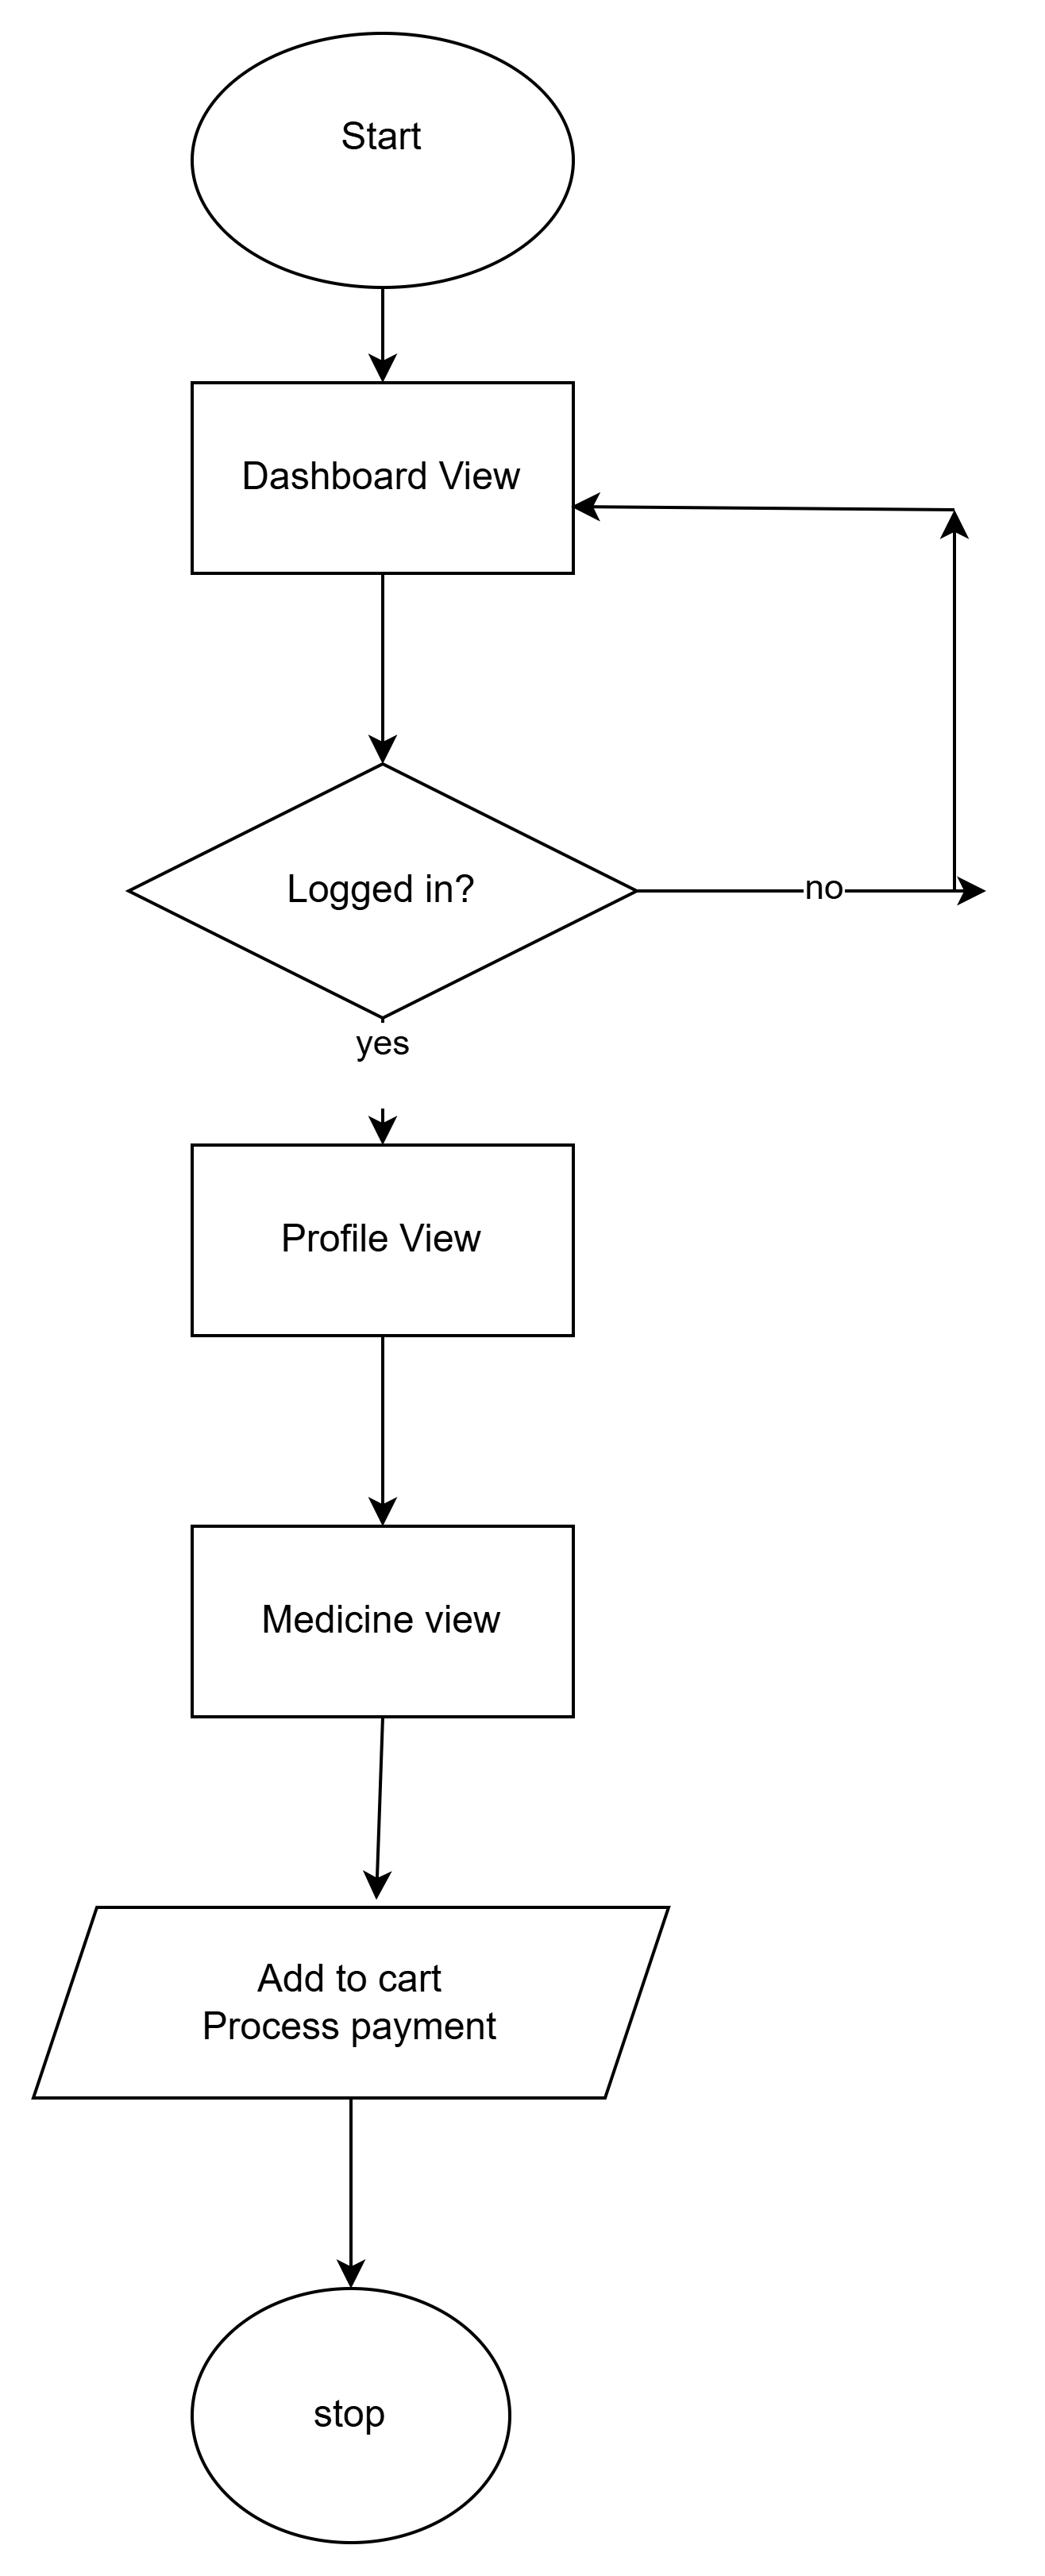 Start
Dashboard View
Logged in?
no
yes
Profile View
Medicine view
Add to cart
Process payment
stop